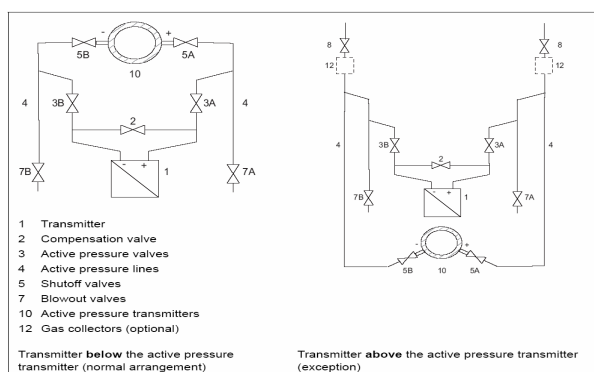 8 8
- +
5B 5A
12 12
10
4 3B 3A 4
2
3B 3A
2
4 4
- +
1
7B 7A
- +
1
7B 7A
1 Transmitter
2 Compensation valve
3 Active pressure valves
4 Active pressure lines
- +
5 Shutoff valves
5B 10 5A
7 Blowout valves
10 Active pressure transmitters
12 Gas collectors (optional)
Transmitter below the active pressure
transmitter (normal arrangement)
Transmitter above the active pressure transmitter
(exception)